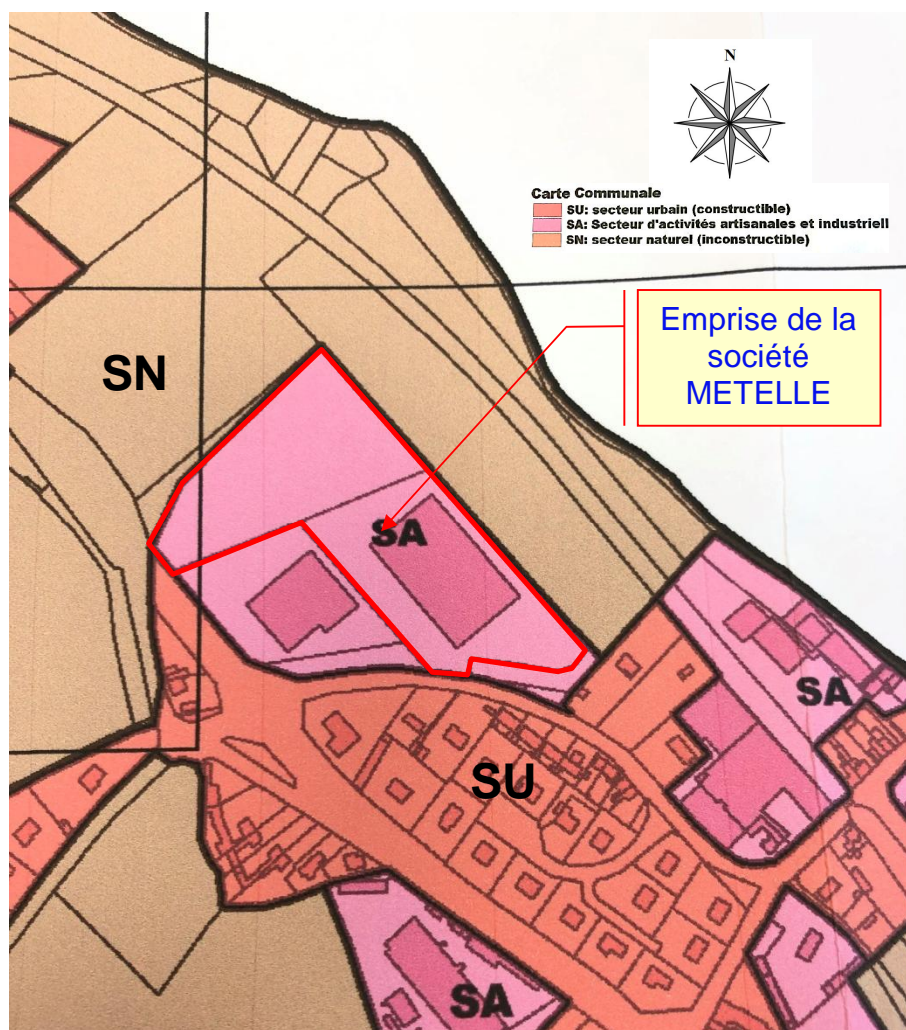 N
Carte Communale
SU: secteur urbain (constructible)
SA: Secteur d'activités artisanales et industriell
SN: secteur naturel (inconstructible)
Emprise de la
société
METELLE
SN
SA
SA
SU
SA